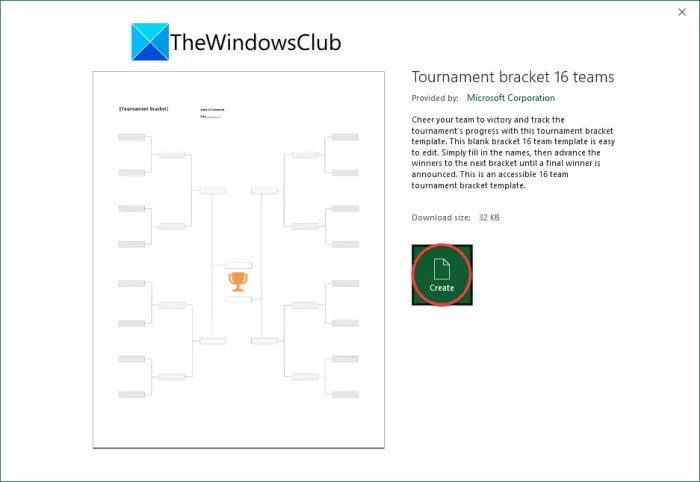 TheWindowsClub
[Tournament Bracket]
Tournament bracket 16 teams
Provided by: Microsoft Corporation
Cheer your team to victory and track the
tournament's progress with this tournament bracket
template. This blank bracket 16 team template is easy
to edit. Simply fill in the names, then advance the
winners to the next bracket until a final winner is
announced. This is an accessible 16 team
tournament bracket template.
Download size: 32 KB
Create